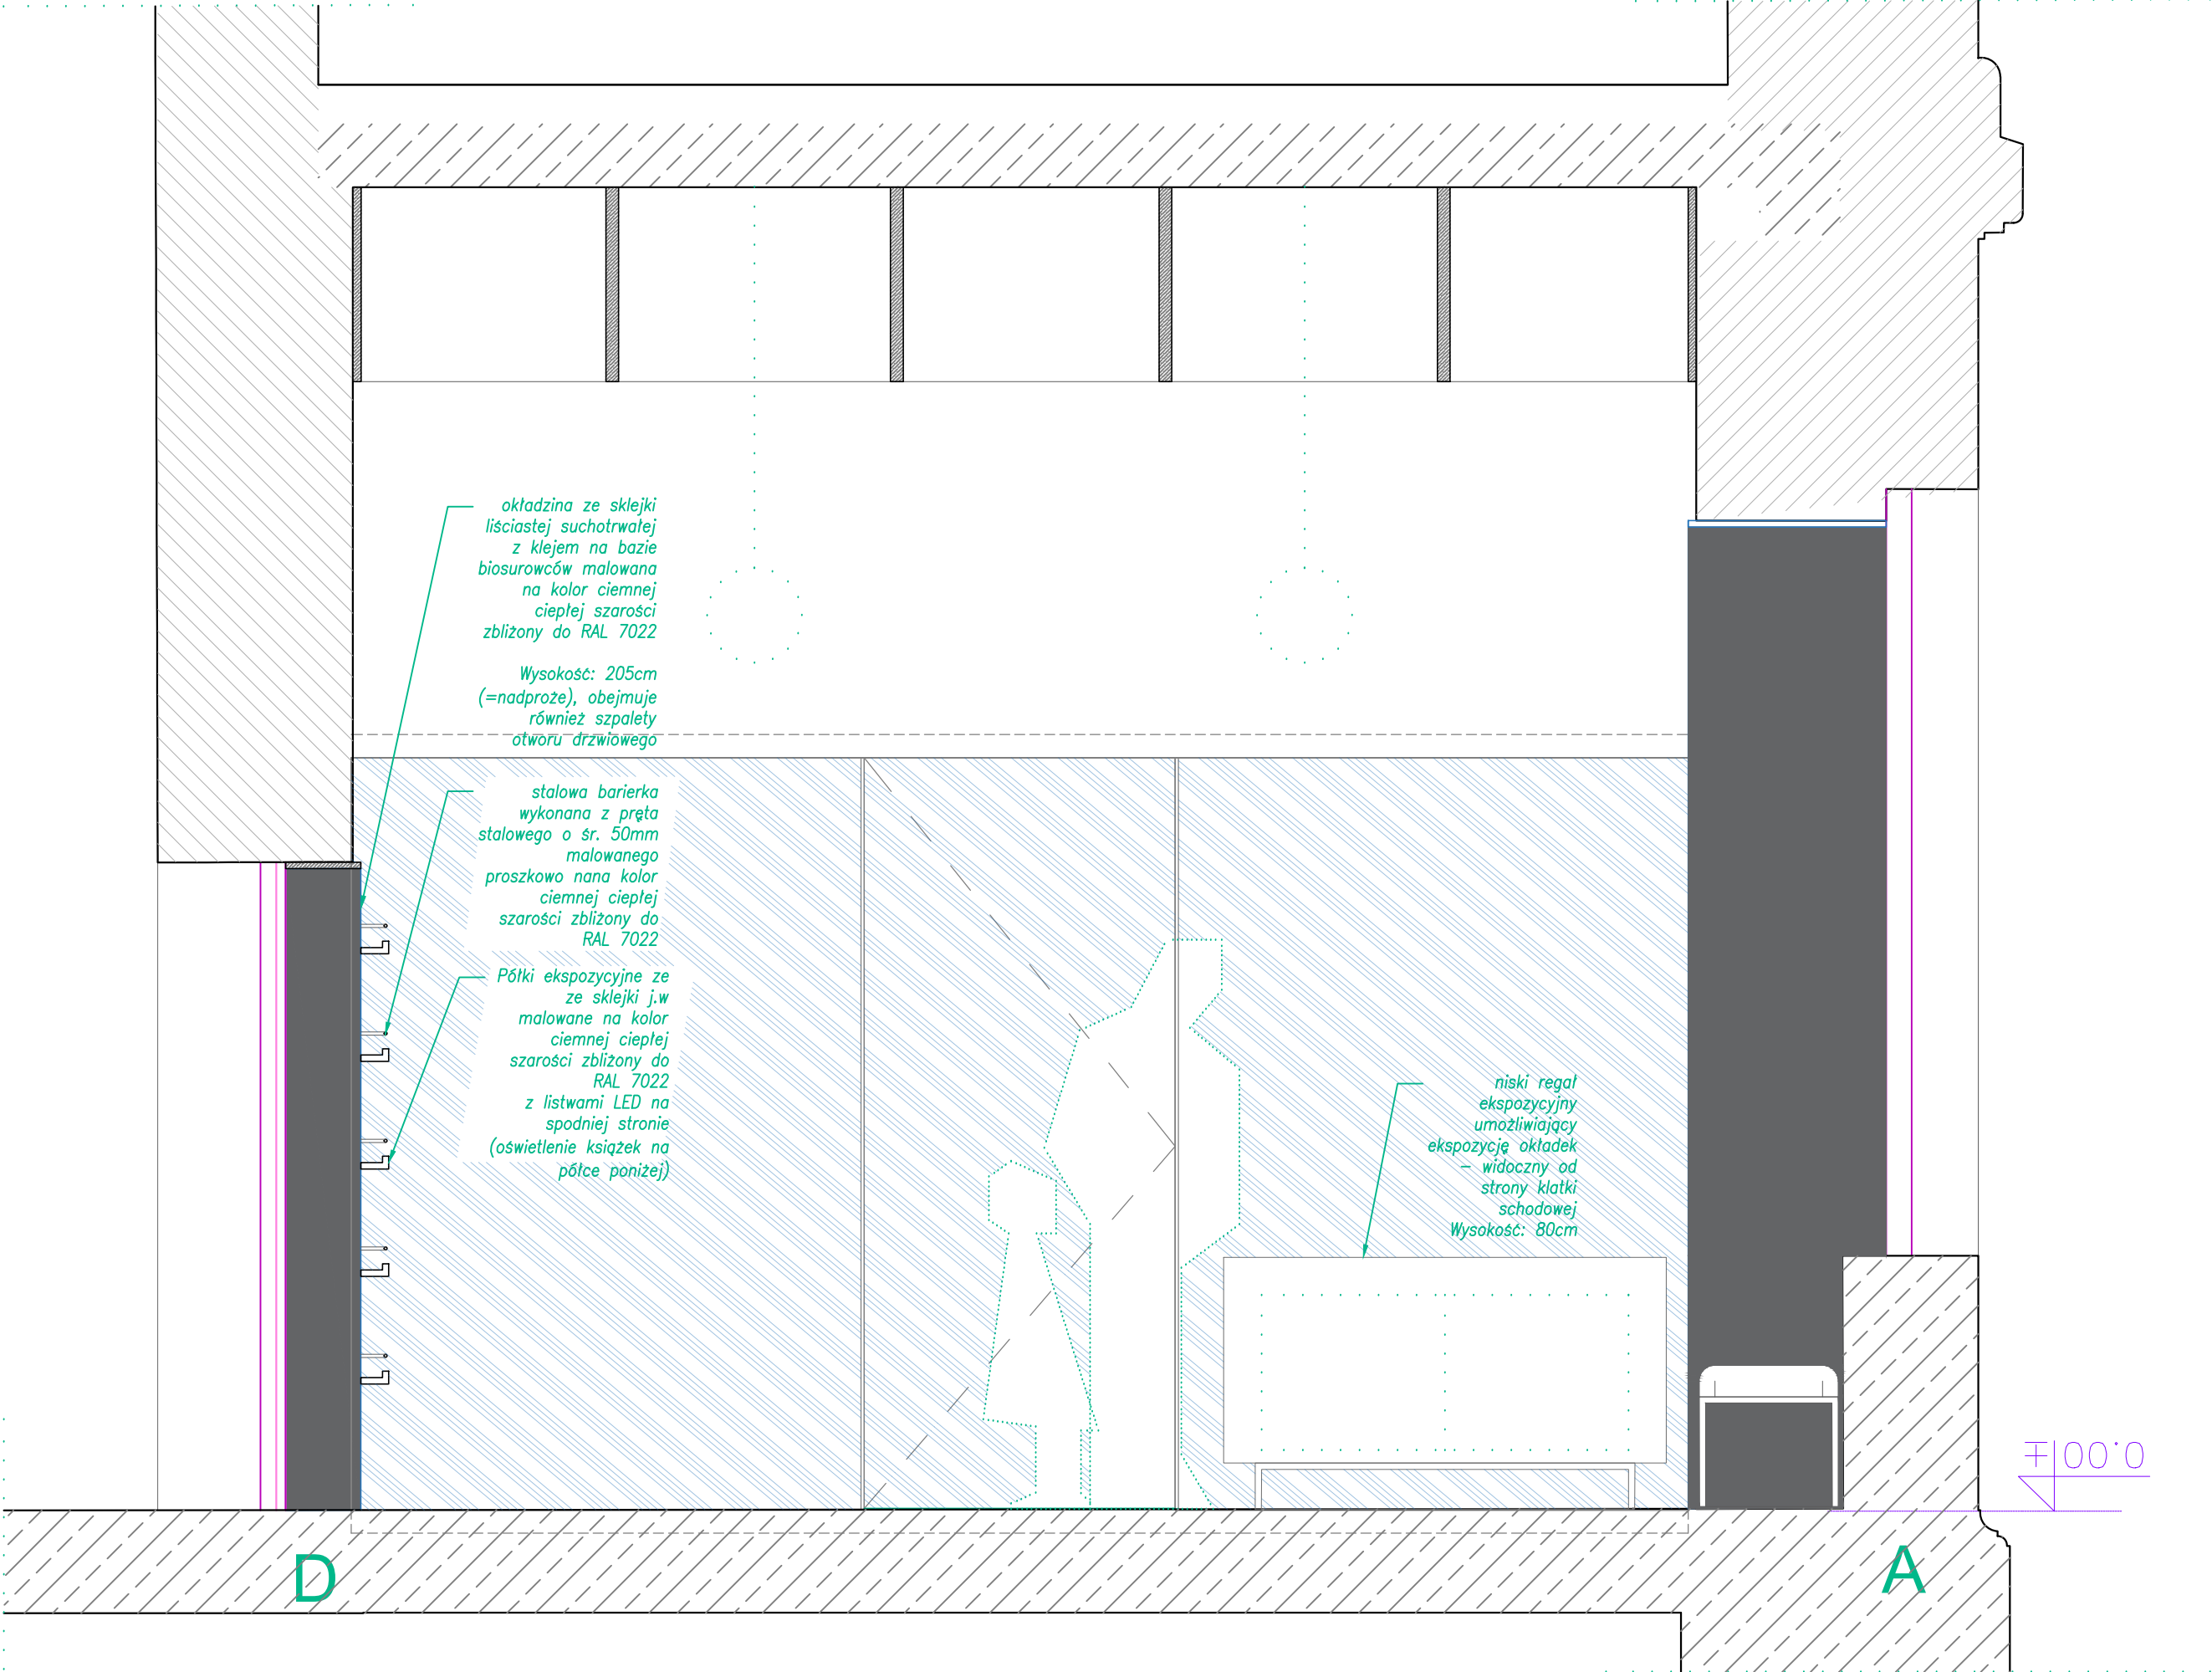 okładzina ze sklejki
liściastej suchotrwałej
z klejem na bazie
biosurowców malowana
na kolor ciemnej
ciepłej szarości
zbliżony do RAL 7022
Wysokość: 205cm
(=nadproże), obejmuje
również szpalety
otworu drzwiowego
stalowa barierka
wykonana z pręta
stalowego o śr. 50mm
malowanego
proszkowo nana kolor
ciemnej ciepłej
szarości zbliżony do
RAL 7022
Półki ekspozycyjne ze
ze sklejki j.w
malowane na kolor
ciemnej ciepłej
szarości zbliżony do
RAL 7022
z listwami LED na
spodniej stronie
(oświetlenie książek na
półce poniżej)
niski regał
ekspozycyjny
umożliwiający
ekspozycję okładek
– widoczny od
strony klatki
schodowej
Wysokość: 80cm
±0.00
D
A